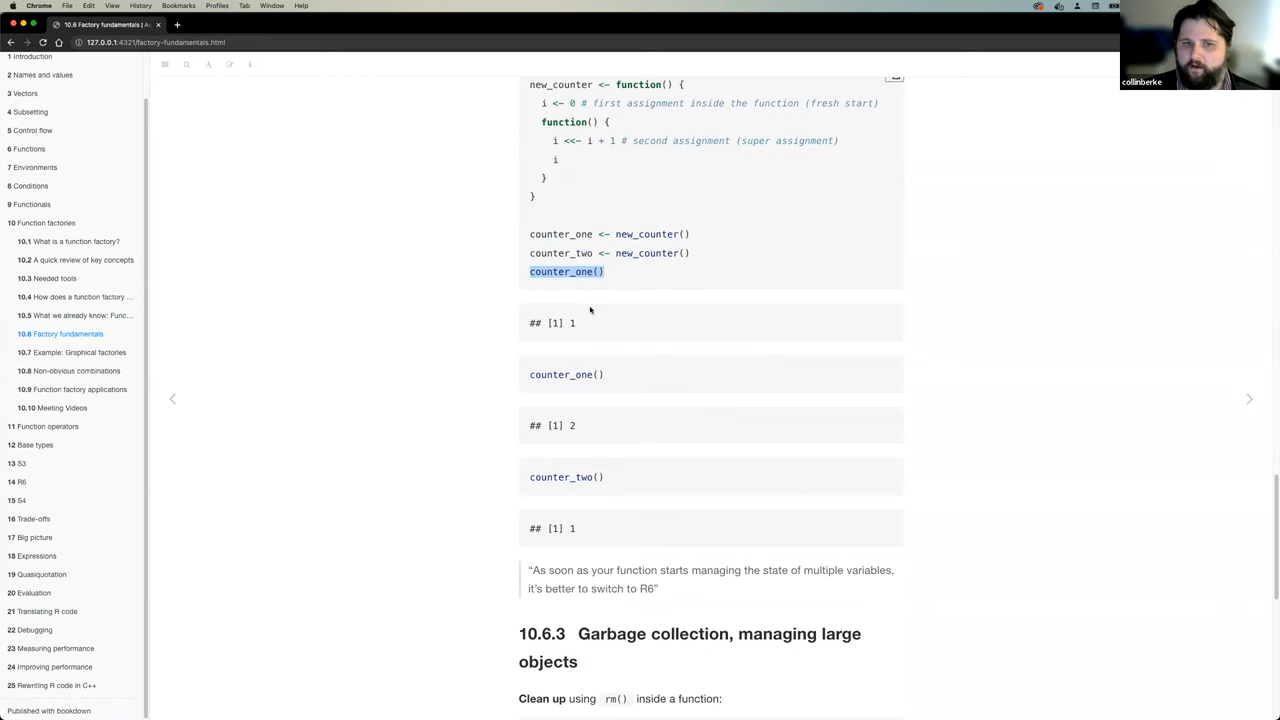 Chrome File Edit View History Bookmarks Profiles Tab Window Help
10.6 Factory fundamentals | A
127.0.0.1:4321/factory-fundamentals.html
collinberke
1 Introduction
2 Names and values
3 Vectors
4 Subsetting
5 Control flow
6 Functions
7 Environments
8 Conditions
9 Functionals
10 Function factories
10.1 What is a function factory?
10.2 A quick review of key concepts
10.3 Needed tools
10.4 How does a function factory ...
10.5 What we already know: Func...
10.6 Factory fundamentals
10.7 Example: Graphical factories
10.8 Non-obvious combinations
10.9 Function factory applications
10.10 Meeting Videos
11 Function operators
12 Base types
13 S3
14 R6
15 S4
16 Trade-offs
17 Big picture
18 Expressions
19 Quasiquotation
20 Evaluation
21 Translating R code
22 Debugging
23 Measuring performance
24 Improving performance
25 Rewriting R code in C++
Published with bookdown
new_counter <- function() {
i <- 0 # first assignment inside the function (fresh start)
function() {
i <<- i + 1 # second assignment (super assignment)
i
}
}
counter_one <- new_counter()
counter_two <- new_counter()
counter_one()
## [1] 1
counter_one()
## [1] 2
counter_two()
## [1] 1
“As soon as your function starts managing the state of multiple variables,
it’s better to switch to R6”
10.6.3 Garbage collection, managing large
objects
Clean up using rm() inside a function: